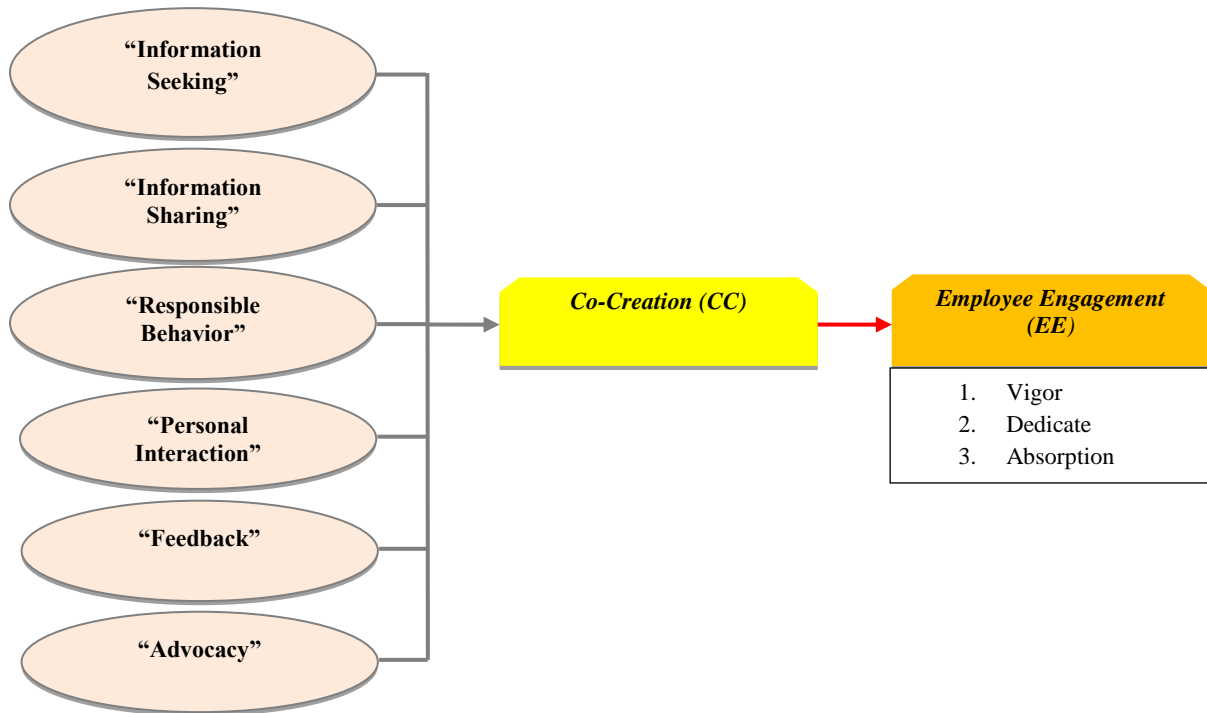 “Information
Seeking”
“Information
Sharing”
“Responsible
Behavior”
“Personal
Interaction”
“Feedback”
“Advocacy”
Co-Creation (CC)
Employee Engagement
(EE)
1. Vigor
2. Dedicate
3. Absorption